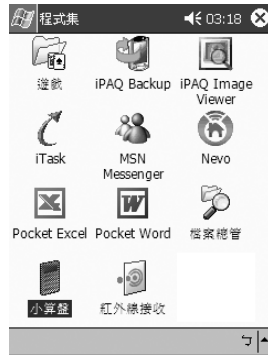 程式集 03:18
遊戲 iPAQ Backup iPAQ Image Viewer
iTask MSN Messenger Nevo
Pocket Excel Pocket Word 檔案總管
小算盤 紅外線接收
ㄅ